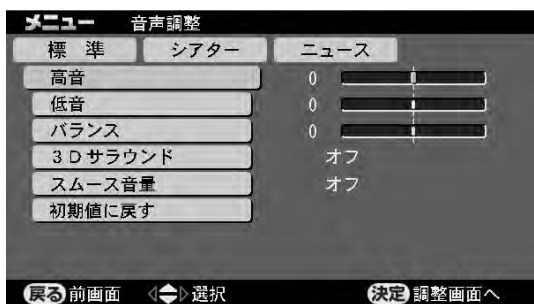 メニュー 音声調整
標 準 シアター ニュース
高音 0
低音 0
バランス 0
3Dサラウンド オフ
スムース音量 オフ
初期値に戻す
戻る 前画面 選択 決定 調整画面へ